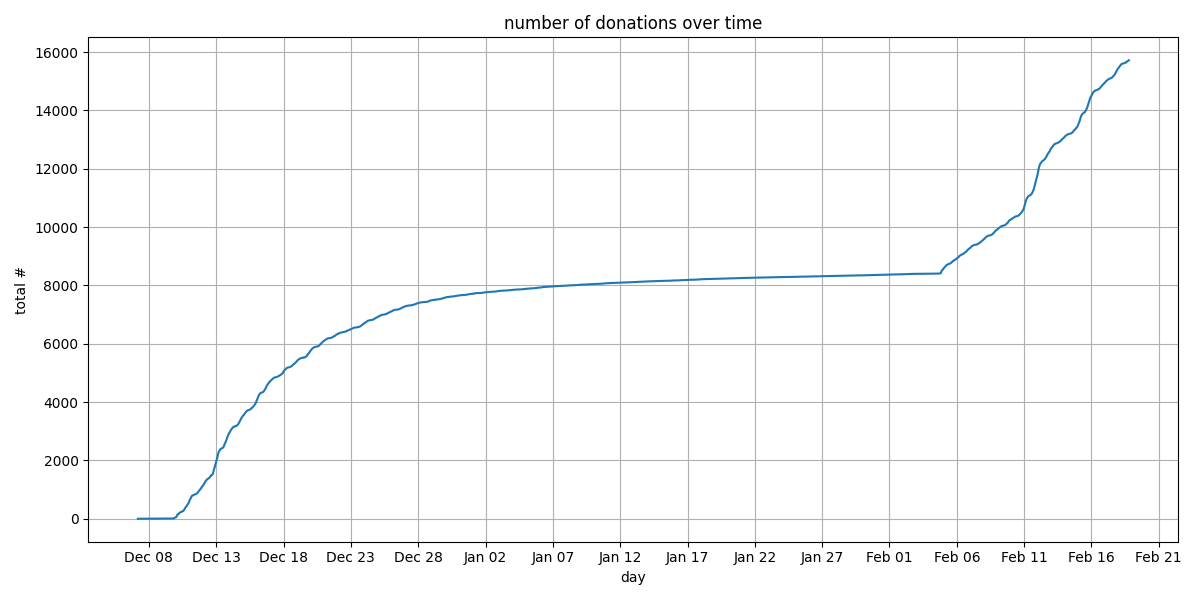 number of donations over time
total #
16000
14000
12000
10000
8000
6000
4000
2000
0
Dec 08 Dec 13 Dec 18 Dec 23 Dec 28 Jan 02 Jan 07 Jan 12 Jan 17 Jan 22 Jan 27 Feb 01 Feb 06 Feb 11 Feb 16 Feb 21
day